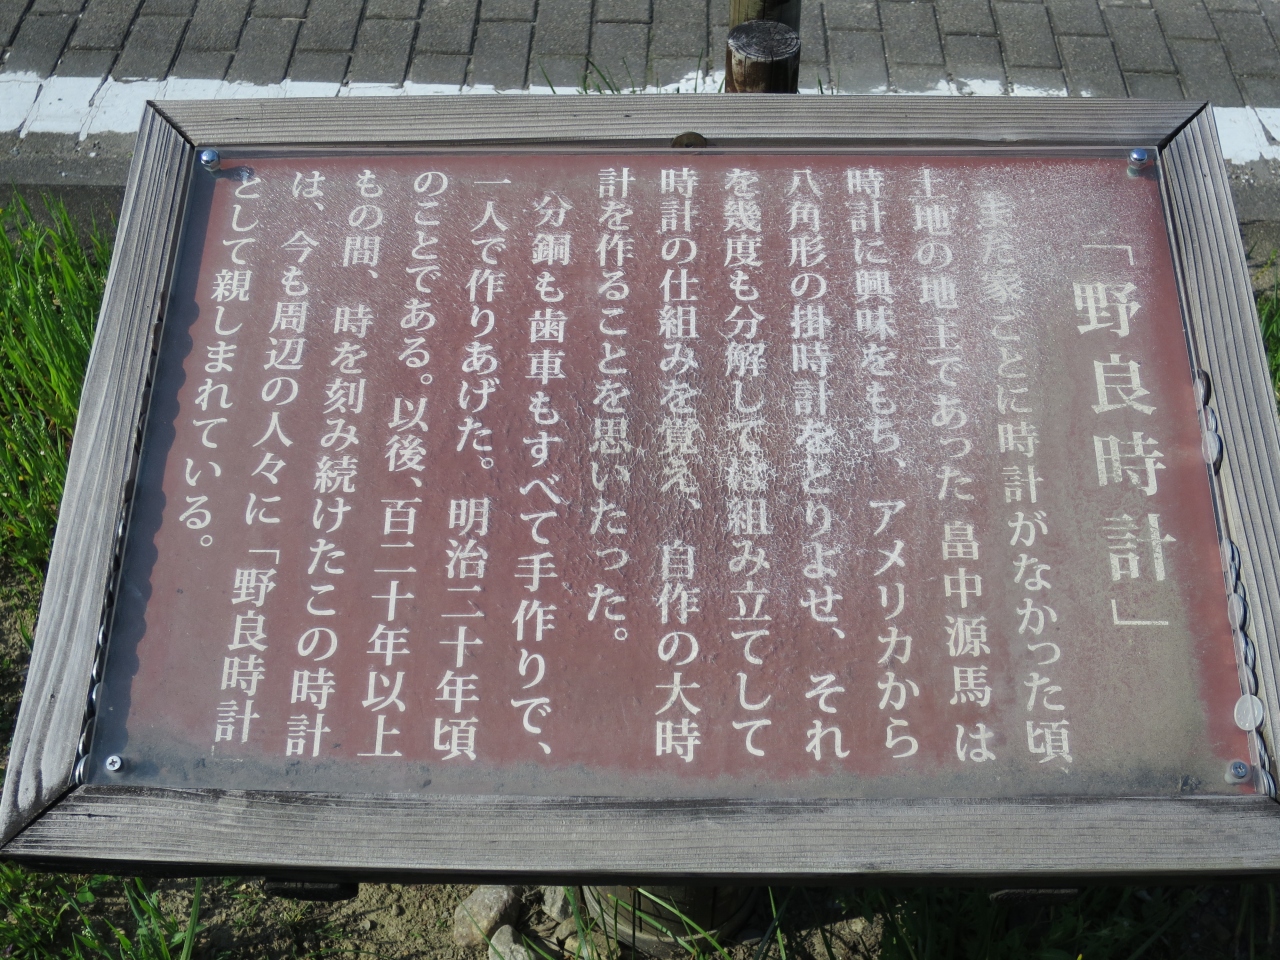 「野良時計」
まだ家ごとに時計がなかった頃、
土地の地主であった畠中源馬は
時計に興味をもち、アメリカから
八角形の掛時計をとりよせ、それ
を幾度も分解しては組み立てして
時計の仕組みを覚え、自作の大時
計を作ることを思いたった。
分銅も歯車もすべて手作りで、
一人で作りあげた。明治二十年頃
のことである。以後、百二十年以上
もの間、時を刻み続けたこの時計
は、今も周辺の人々に「野良時計
として親しまれている。